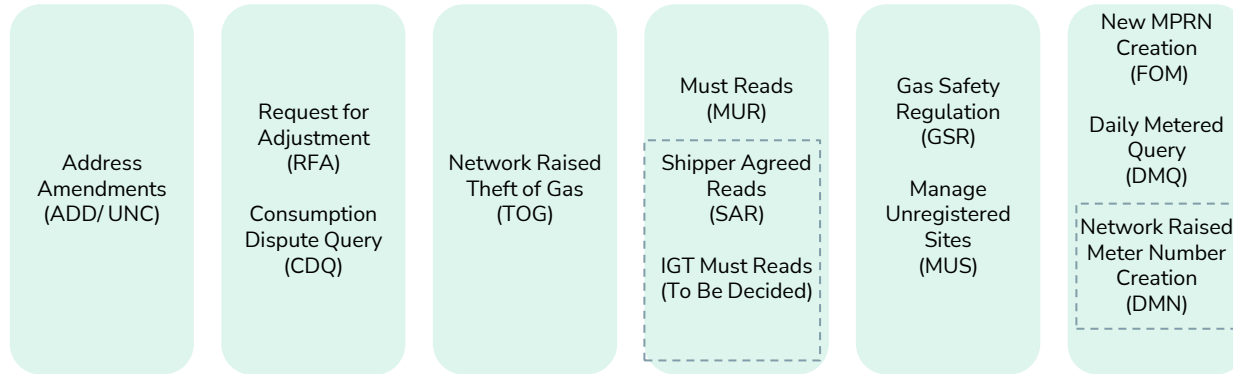 Address
Amendments
(ADD/ UNC)
Request for
Adjustment
(RFA)
Consumption
Dispute Query
(CDQ)
Network Raised
Theft of Gas
(TOG)
Must Reads
(MUR)
Shipper Agreed
Reads
(SAR)
IGT Must Reads
(To Be Decided)
Gas Safety
Regulation
(GSR)
Manage
Unregistered
Sites
(MUS)
New MPRN
Creation
(FOM)
Daily Metered
Query
(DMQ)
Network Raised
Meter Number
Creation
(DMN)